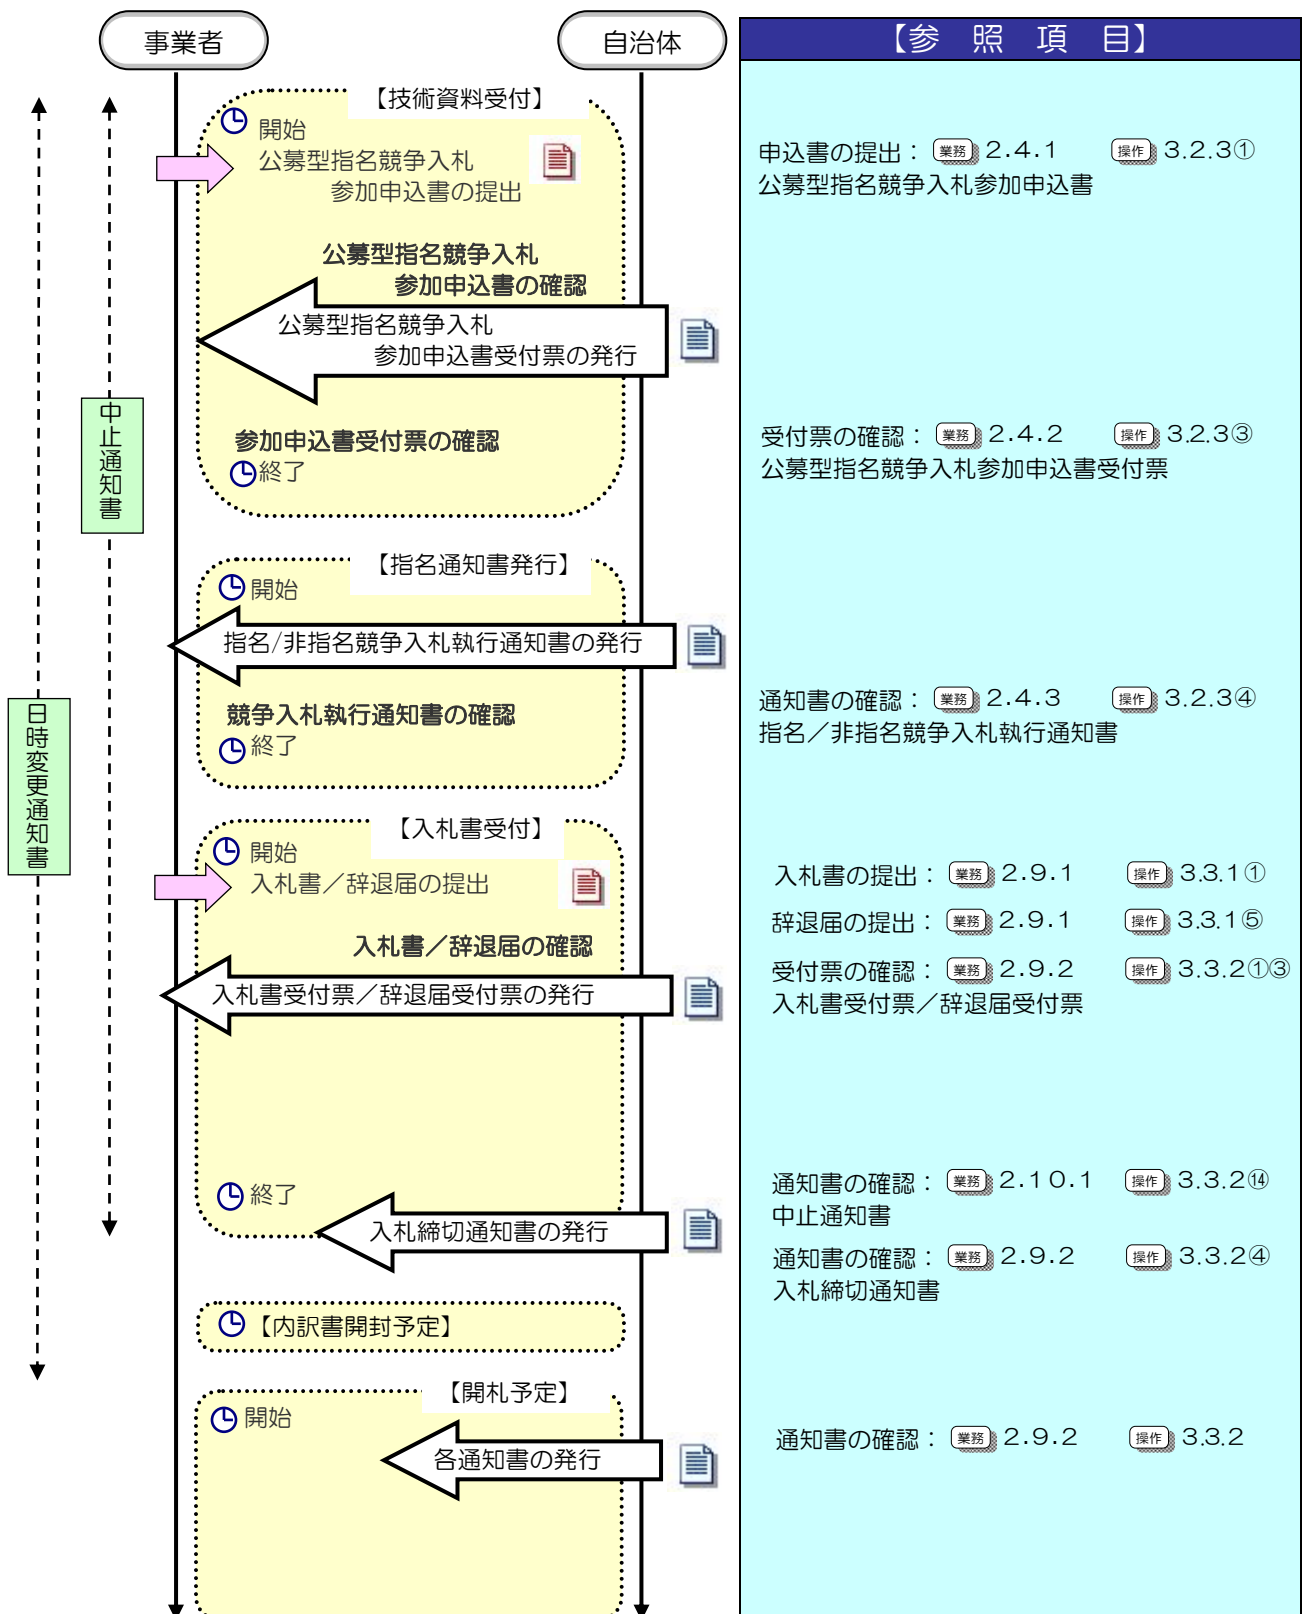 事業者
自治体
【参　照　項　目】
【技術資料受付】
開始
公募型指名競争入札
参加申込書の提出
公募型指名競争入札
参加申込書の確認
公募型指名競争入札
参加申込書受付票の発行
参加申込書受付票の確認
終了
中止通知書
日時変更通知書
【指名通知書発行】
開始
指名/非指名競争入札執行通知書の発行
競争入札執行通知書の確認
終了
【入札書受付】
開始
入札書／辞退届の提出
入札書／辞退届の確認
入札書受付票／辞退届受付票の発行
終了
入札締切通知書の発行
【内訳書開封予定】
【開札予定】
開始
各通知書の発行
申込書の提出： 業務 2.4.1 操作 3.2.3①
公募型指名競争入札参加申込書
受付票の確認： 業務 2.4.2 操作 3.2.3③
公募型指名競争入札参加申込書受付票
通知書の確認： 業務 2.4.3 操作 3.2.3④
指名／非指名競争入札執行通知書
入札書の提出： 業務 2.9.1 操作 3.3.1①
辞退届の提出： 業務 2.9.1 操作 3.3.1⑤
受付票の確認： 業務 2.9.2 操作 3.3.2①③
入札書受付票／辞退届受付票
通知書の確認： 業務 2.10.1 操作 3.3.2⑭
中止通知書
通知書の確認： 業務 2.9.2 操作 3.3.2④
入札締切通知書
通知書の確認： 業務 2.9.2 操作 3.3.2